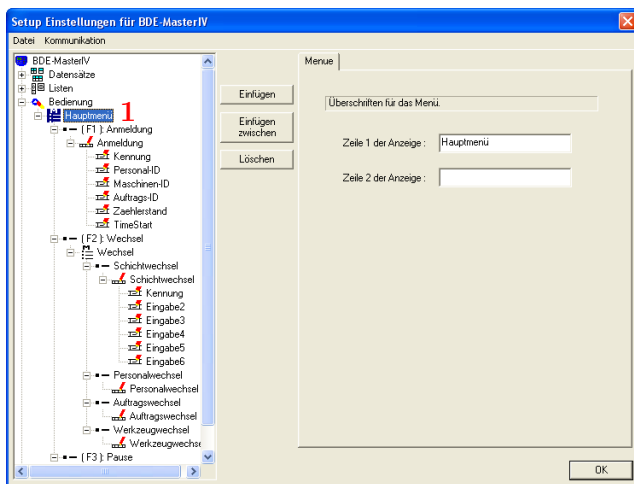 Setup Einstellungen für BDE-MasterIV
Datei Kommunikation
BDE-MasterIV
Datensätze
Listen
Bedienung
Hauptmenü
1
(F1): Anmeldung
Anmeldung
Kennung
Personal-ID
Maschinen-ID
Auftrags-ID
Zaehlerstand
TimeStart
(F2): Wechsel
Wechsel
Schichtwechsel
Schichtwechsel
Kennung
Eingabe2
Eingabe3
Eingabe4
Eingabe5
Eingabe6
Personalwechsel
Personalwechsel
Auftragswechsel
Auftragswechsel
Werkzeugwechsel
Werkzeugwechse
(F3): Pause
Einfügen
Einfügen
zwischen
Löschen
Menue
Überschriften für das Menü.
Zeile 1 der Anzeige : Hauptmenü
Zeile 2 der Anzeige :
OK